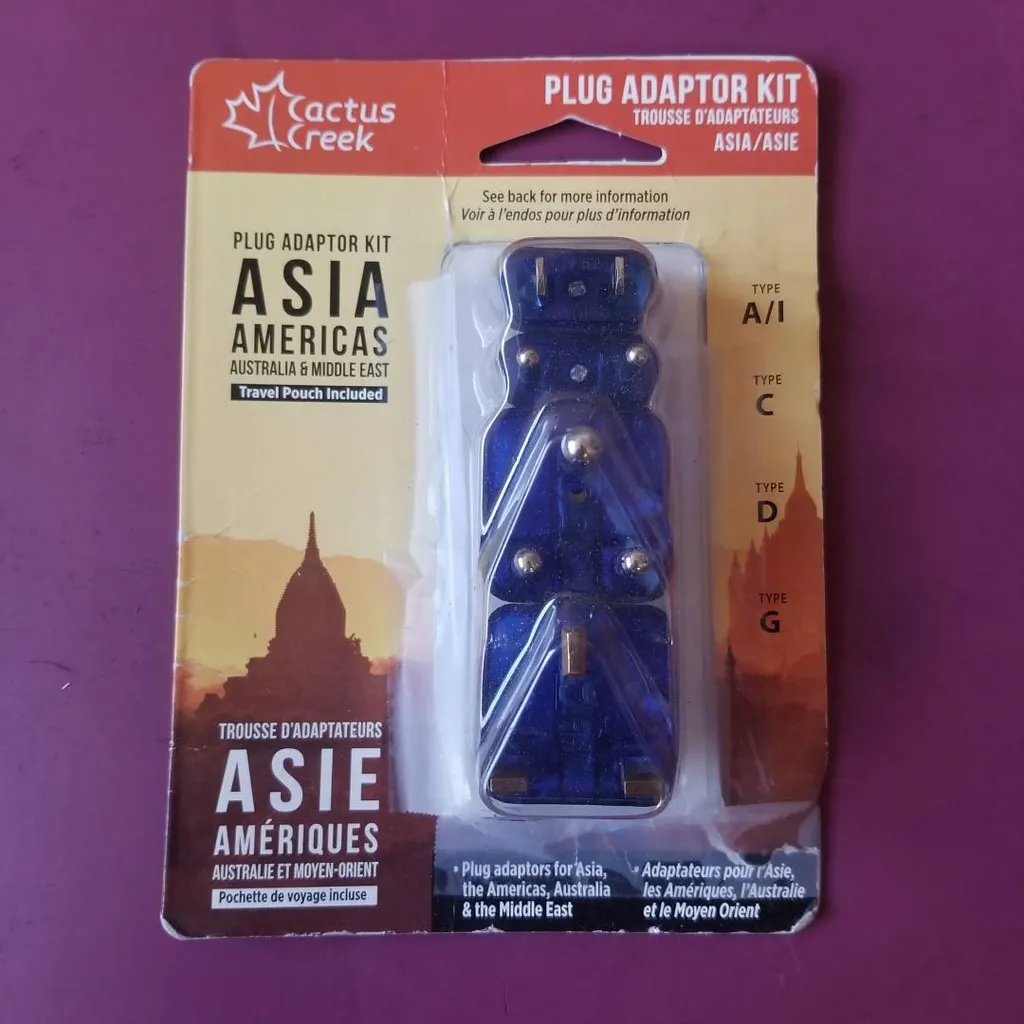 Cactus
Creek
PLUG ADAPTOR KIT
TROUSSE D'ADAPTATEURS
ASIA/ASIE
See back for more information
Voir à l'endos pour plus d'information
PLUG ADAPTOR KIT
ASIA
AMERICAS
AUSTRALIA & MIDDLE EAST
Travel Pouch Included
TYPE
A/I
TYPE
C
TYPE
D
TYPE
G
TROUSSE D'ADAPTATEURS
ASIE
AMÉRIQUES
AUSTRALIE ET MOYEN-ORIENT
Pochette de voyage incluse
• Plug adaptors for Asia,
the Americas, Australia
& the Middle East
• Adaptateurs pour l'Asie,
les Amériques, l'Australie
et le Moyen Orient